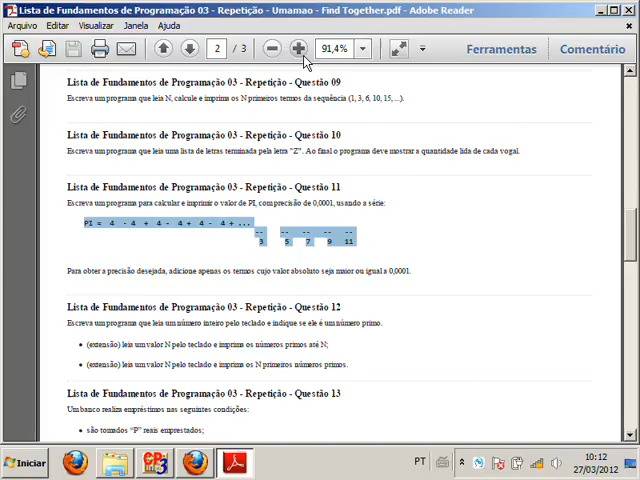 Lista de Fundamentos de Programação 03 - Repetição - Umamao - Find Together.pdf - Adobe Reader
Arquivo Editar Visualizar Janela Ajuda
2 / 3 91,4% Ferramentas Comentário
Lista de Fundamentos de Programação 03 - Repetição - Questão 09
Escreva um programa que leia N, calcule e imprima os N primeiros termos da sequência (1, 3, 6, 10, 15, ...).
Lista de Fundamentos de Programação 03 - Repetição - Questão 10
Escreva um programa que leia uma lista de letras terminada pela letra "Z". Ao final o programa deve mostrar a quantidade lida de cada vogal.
Lista de Fundamentos de Programação 03 - Repetição - Questão 11
Escreva um programa para calcular e imprimir o valor de PI, com precisão de 0,0001, usando a série:
PI = 4 - 4 + 4 - 4 + 4 - 4 + ...
-- -- -- -- --
3 5 7 9 11
Para obter a precisão desejada, adicione apenas os termos cujo valor absoluto seja maior ou igual a 0,0001.
Lista de Fundamentos de Programação 03 - Repetição - Questão 12
Escreva um programa que leia um número inteiro pelo teclado e indique se ele é um número primo.
• (extensão) leia um valor N pelo teclado e imprima os números primos até N;
• (extensão) leia um valor N pelo teclado e imprima os N primeiros números primos.
Lista de Fundamentos de Programação 03 - Repetição - Questão 13
Um banco realiza empréstimos nas seguintes condições:
• são tomados “P” reais emprestados;
Iniciar PT 10:12
27/03/2012